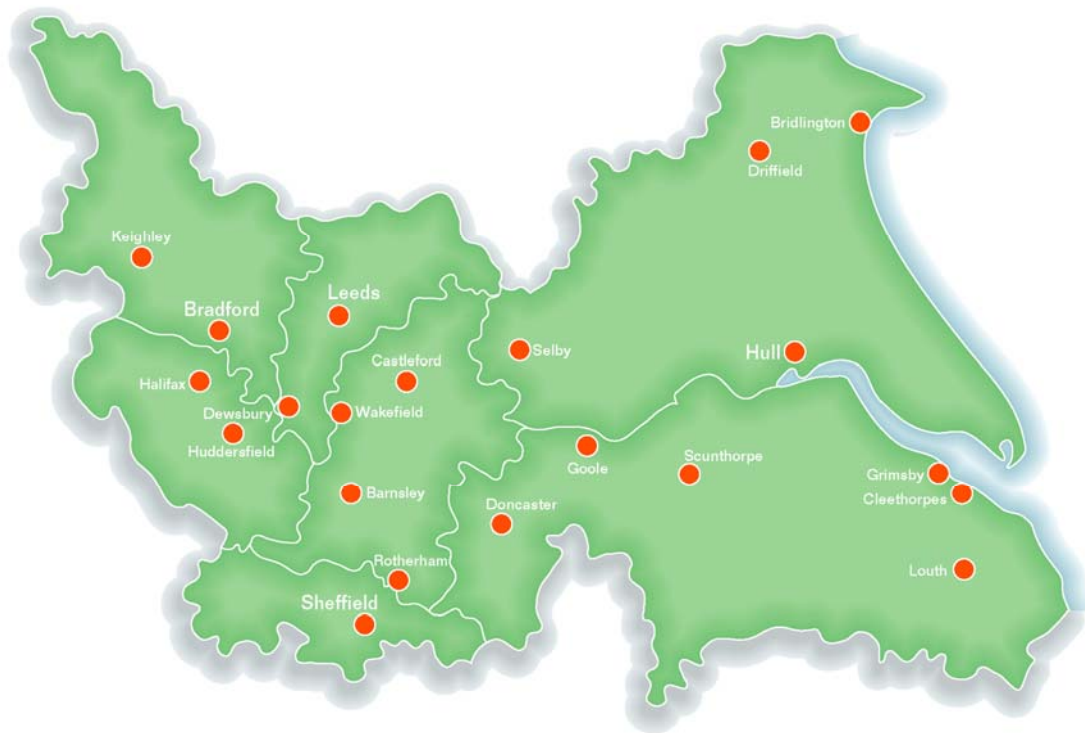 Bridlington
Driffield
Keighley
Leeds
Bradford
Selby
Hull
Castleford
Halifax
Dewsbury
Wakefield
Huddersfield
Goole
Scunthorpe
Grimsby
Cleethorpes
Barnsley
Doncaster
Rotherham
Louth
Sheffield